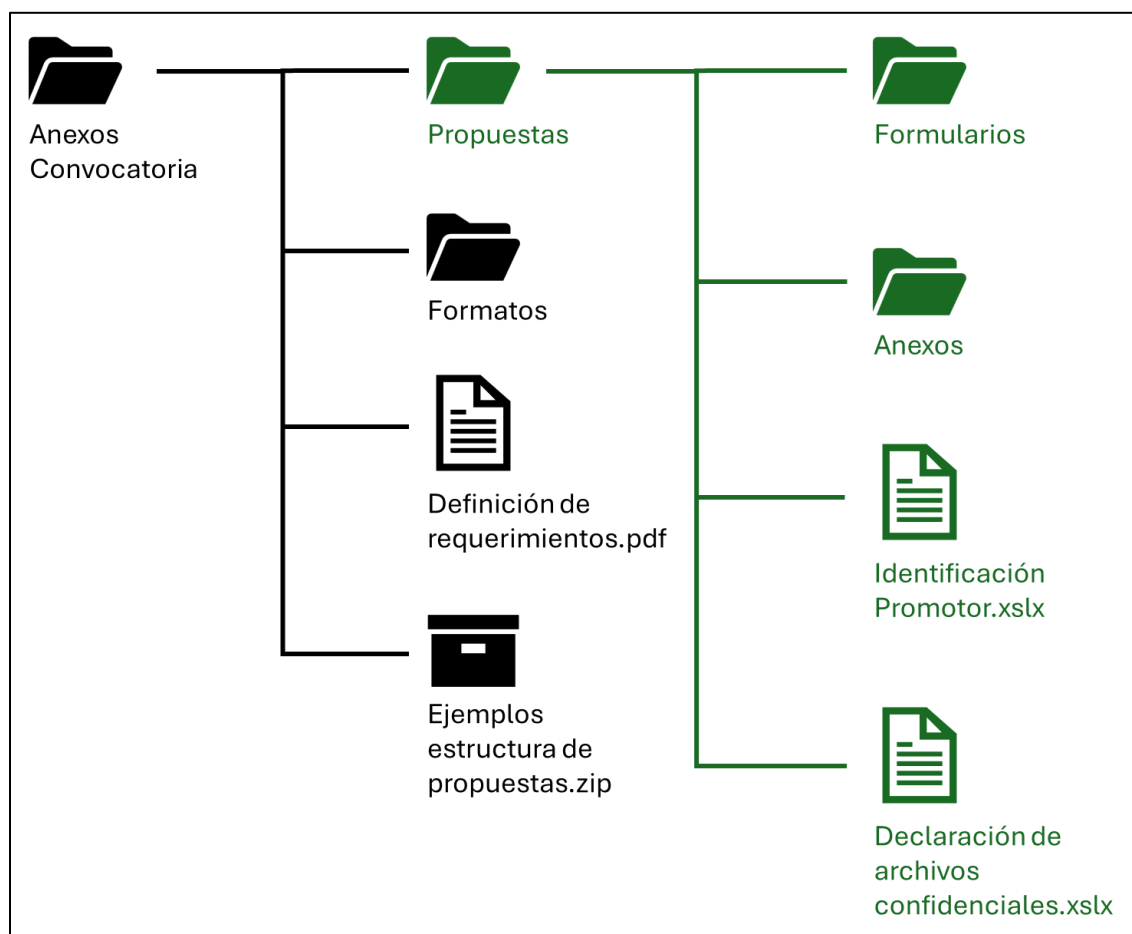 Anexos
Convocatoria
Propuestas
Formatos
Definición de
requerimientos.pdf
Ejemplos
estructura de
propuestas.zip
Formularios
Anexos
Identificación
Promotor.xslx
Declaración de
archivos
confidenciales.xslx